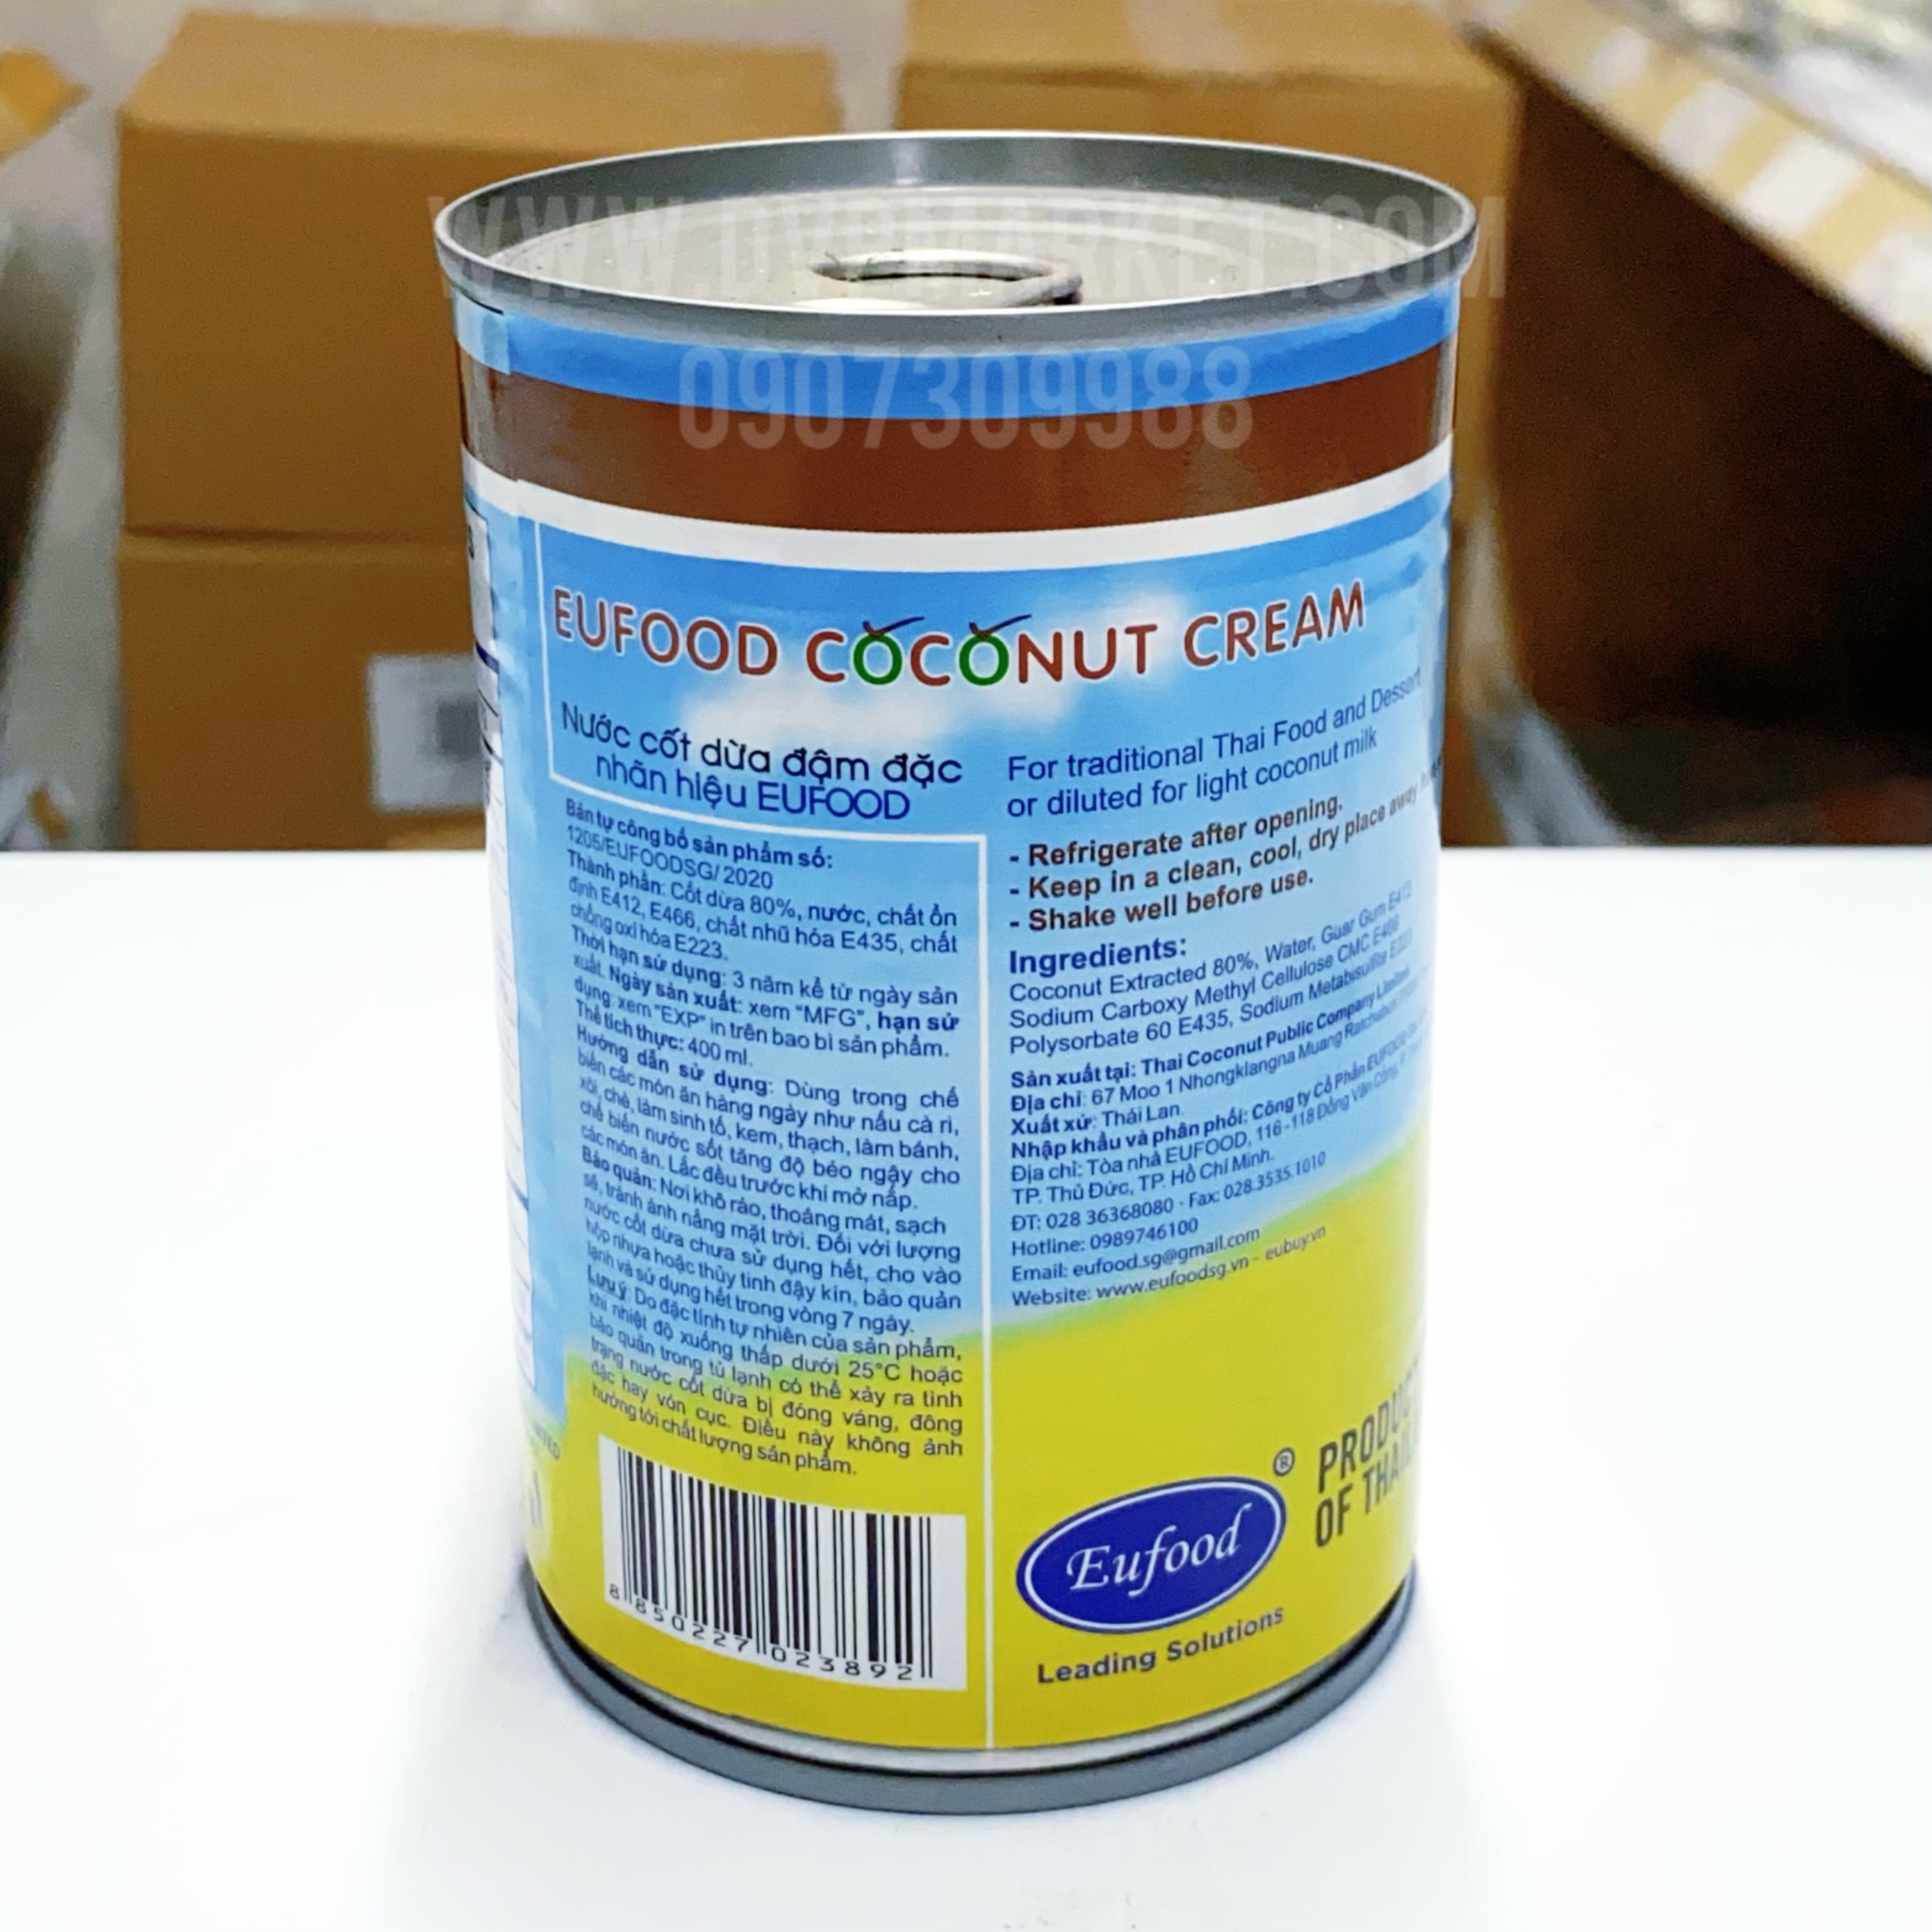 WWW.DVPMARKET.COM
0907309988
EUFOOD COCONUT CREAM
Nước cốt dừa đậm đặc
nhãn hiệu EUFOOD
Bản tự công bố sản phẩm số:
1205/EUFOODSG/ 2020
Thành phần: Cốt dừa 80%, nước, chất ổn
định E412, E466, chất nhũ hóa E435, chất
chống oxi hóa E223.
Thời hạn sử dụng: 3 năm kể từ ngày sản
xuất. Ngày sản xuất: xem "MFG", hạn sử
dụng: xem "EXP" in trên bao bì sản phẩm.
Thể tích thực: 400 ml.
Hướng dẫn sử dụng: Dùng trong chế
biến các món ăn hàng ngày như nấu cà ri,
xôi, chè, làm sinh tố, kem, thạch, làm bánh,
chế biến nước sốt tăng độ béo ngậy cho
các món ăn. Lắc đều trước khi mở nắp.
Bảo quản: Nơi khô ráo, thoáng mát, sạch
sẽ, tránh ánh nắng mặt trời. Đối với lượng
nước cốt dừa chưa sử dụng hết, cho vào
hộp nhựa hoặc thủy tinh đậy kín, bảo quản
lạnh và sử dụng hết trong vòng 7 ngày.
Lưu ý: Do đặc tính tự nhiên của sản phẩm,
khi nhiệt độ xuống thấp dưới 25°C hoặc
bảo quản trong tủ lạnh có thể xảy ra tình
trạng nước cốt dừa bị đóng váng, đông
đặc hay vón cục. Điều này không ảnh
hưởng tới chất lượng sản phẩm.
8 850227 023892
For traditional Thai Food and Dessert
or diluted for light coconut milk
- Refrigerate after opening.
- Keep in a clean, cool, dry place away
- Shake well before use.
Ingredients:
Coconut Extracted 80%, Water, Guar Gum E412
Sodium Carboxy Methyl Cellulose CMC E466
Polysorbate 60 E435, Sodium Metabisulfite E223
Sản xuất tại: Thai Coconut Public Company Limited
Địa chỉ: 67 Moo 1 Nhongklangna Muang Ratchaburi
Xuất xứ: Thái Lan.
Nhập khẩu và phân phối: Công ty Cổ Phần EUFOOD
Địa chỉ: Tòa nhà EUFOOD, 116-118 Đồng Văn Cống,
TP. Thủ Đức, TP. Hồ Chí Minh.
ĐT: 028 36368080 - Fax: 028.3535.1010
Hotline: 0989746100
Email: eufood.sg@gmail.com
Website: www.eufoodsg.vn - eubuy.vn
Eufood ®
Leading Solutions
PRODUCT
OF